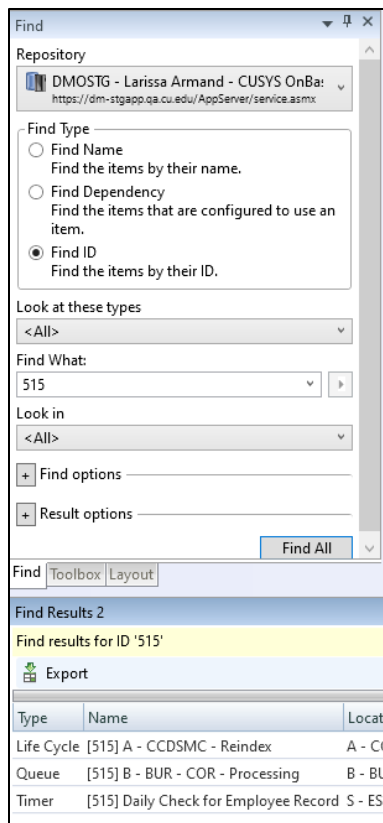 Find
Repository
DMOSTG - Larissa Armand - CUSYS OnBa
https://dm-stgapp.qa.cu.edu/AppServer/service.asmx
Find Type
Find Name
Find the items by their name.
Find Dependency
Find the items that are configured to use an
item.
Find ID
Find the items by their ID.
Look at these types
<All>
Find What:
515
Look in
<All>
+ Find options
+ Result options
Find All
Find Toolbox Layout
Find Results 2
Find results for ID '515'
Export
Type Name Locat
Life Cycle [515] A - CCDSMC - Reindex A - C
Queue [515] B - BUR - COR - Processing B - BU
Timer [515] Daily Check for Employee Record S - ES